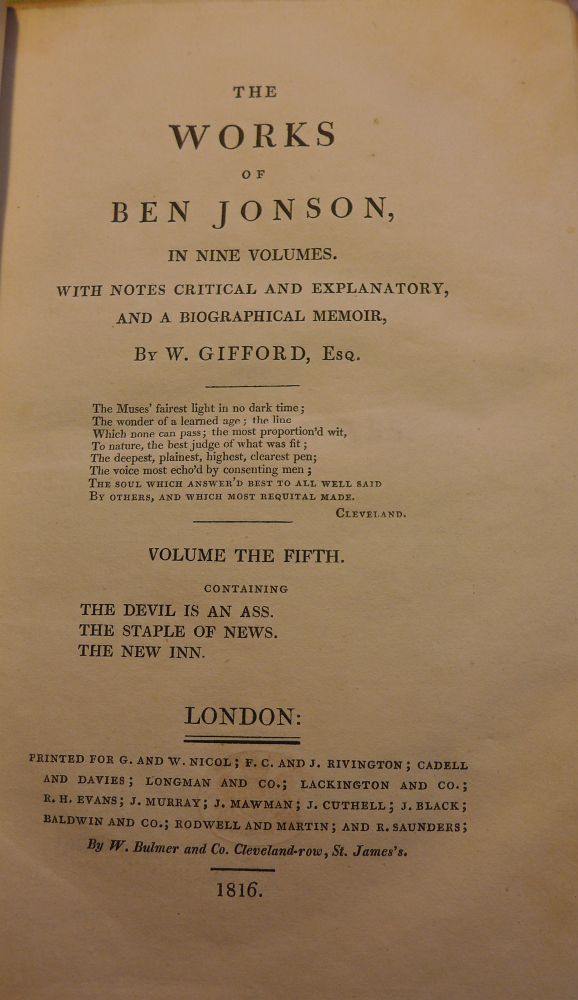 THE
WORKS
OF
BEN JONSON,
IN NINE VOLUMES.
WITH NOTES CRITICAL AND EXPLANATORY,
AND A BIOGRAPHICAL MEMOIR,
BY W. GIFFORD, ESQ.
The Muses' fairest light in no dark time;
The wonder of a learned age; the line
Which none can pass; the most proportion'd wit,
To nature, the best judge of what was fit;
The deepest, plainest, highest, clearest pen;
The voice most echo'd by consenting men;
THE SOUL WHICH ANSWER'D BEST TO ALL WELL SAID
BY OTHERS, AND WHICH MOST REQUITAL MADE.
CLEVELAND.
VOLUME THE FIFTH.
CONTAINING
THE DEVIL IS AN ASS.
THE STAPLE OF NEWS.
THE NEW INN.
LONDON:
PRINTED FOR G. AND W. NICOL; F. C. AND J. RIVINGTON; CADELL
AND DAVIES; LONGMAN AND CO.; LACKINGTON AND CO.;
R. H. EVANS; J. MURRAY; J. MAWMAN; J. CUTHELL; J. BLACK;
BALDWIN AND CO.; RODWELL AND MARTIN; AND R. SAUNDERS;
By W. Bulmer and Co. Cleveland-row, St. James's.
1816.